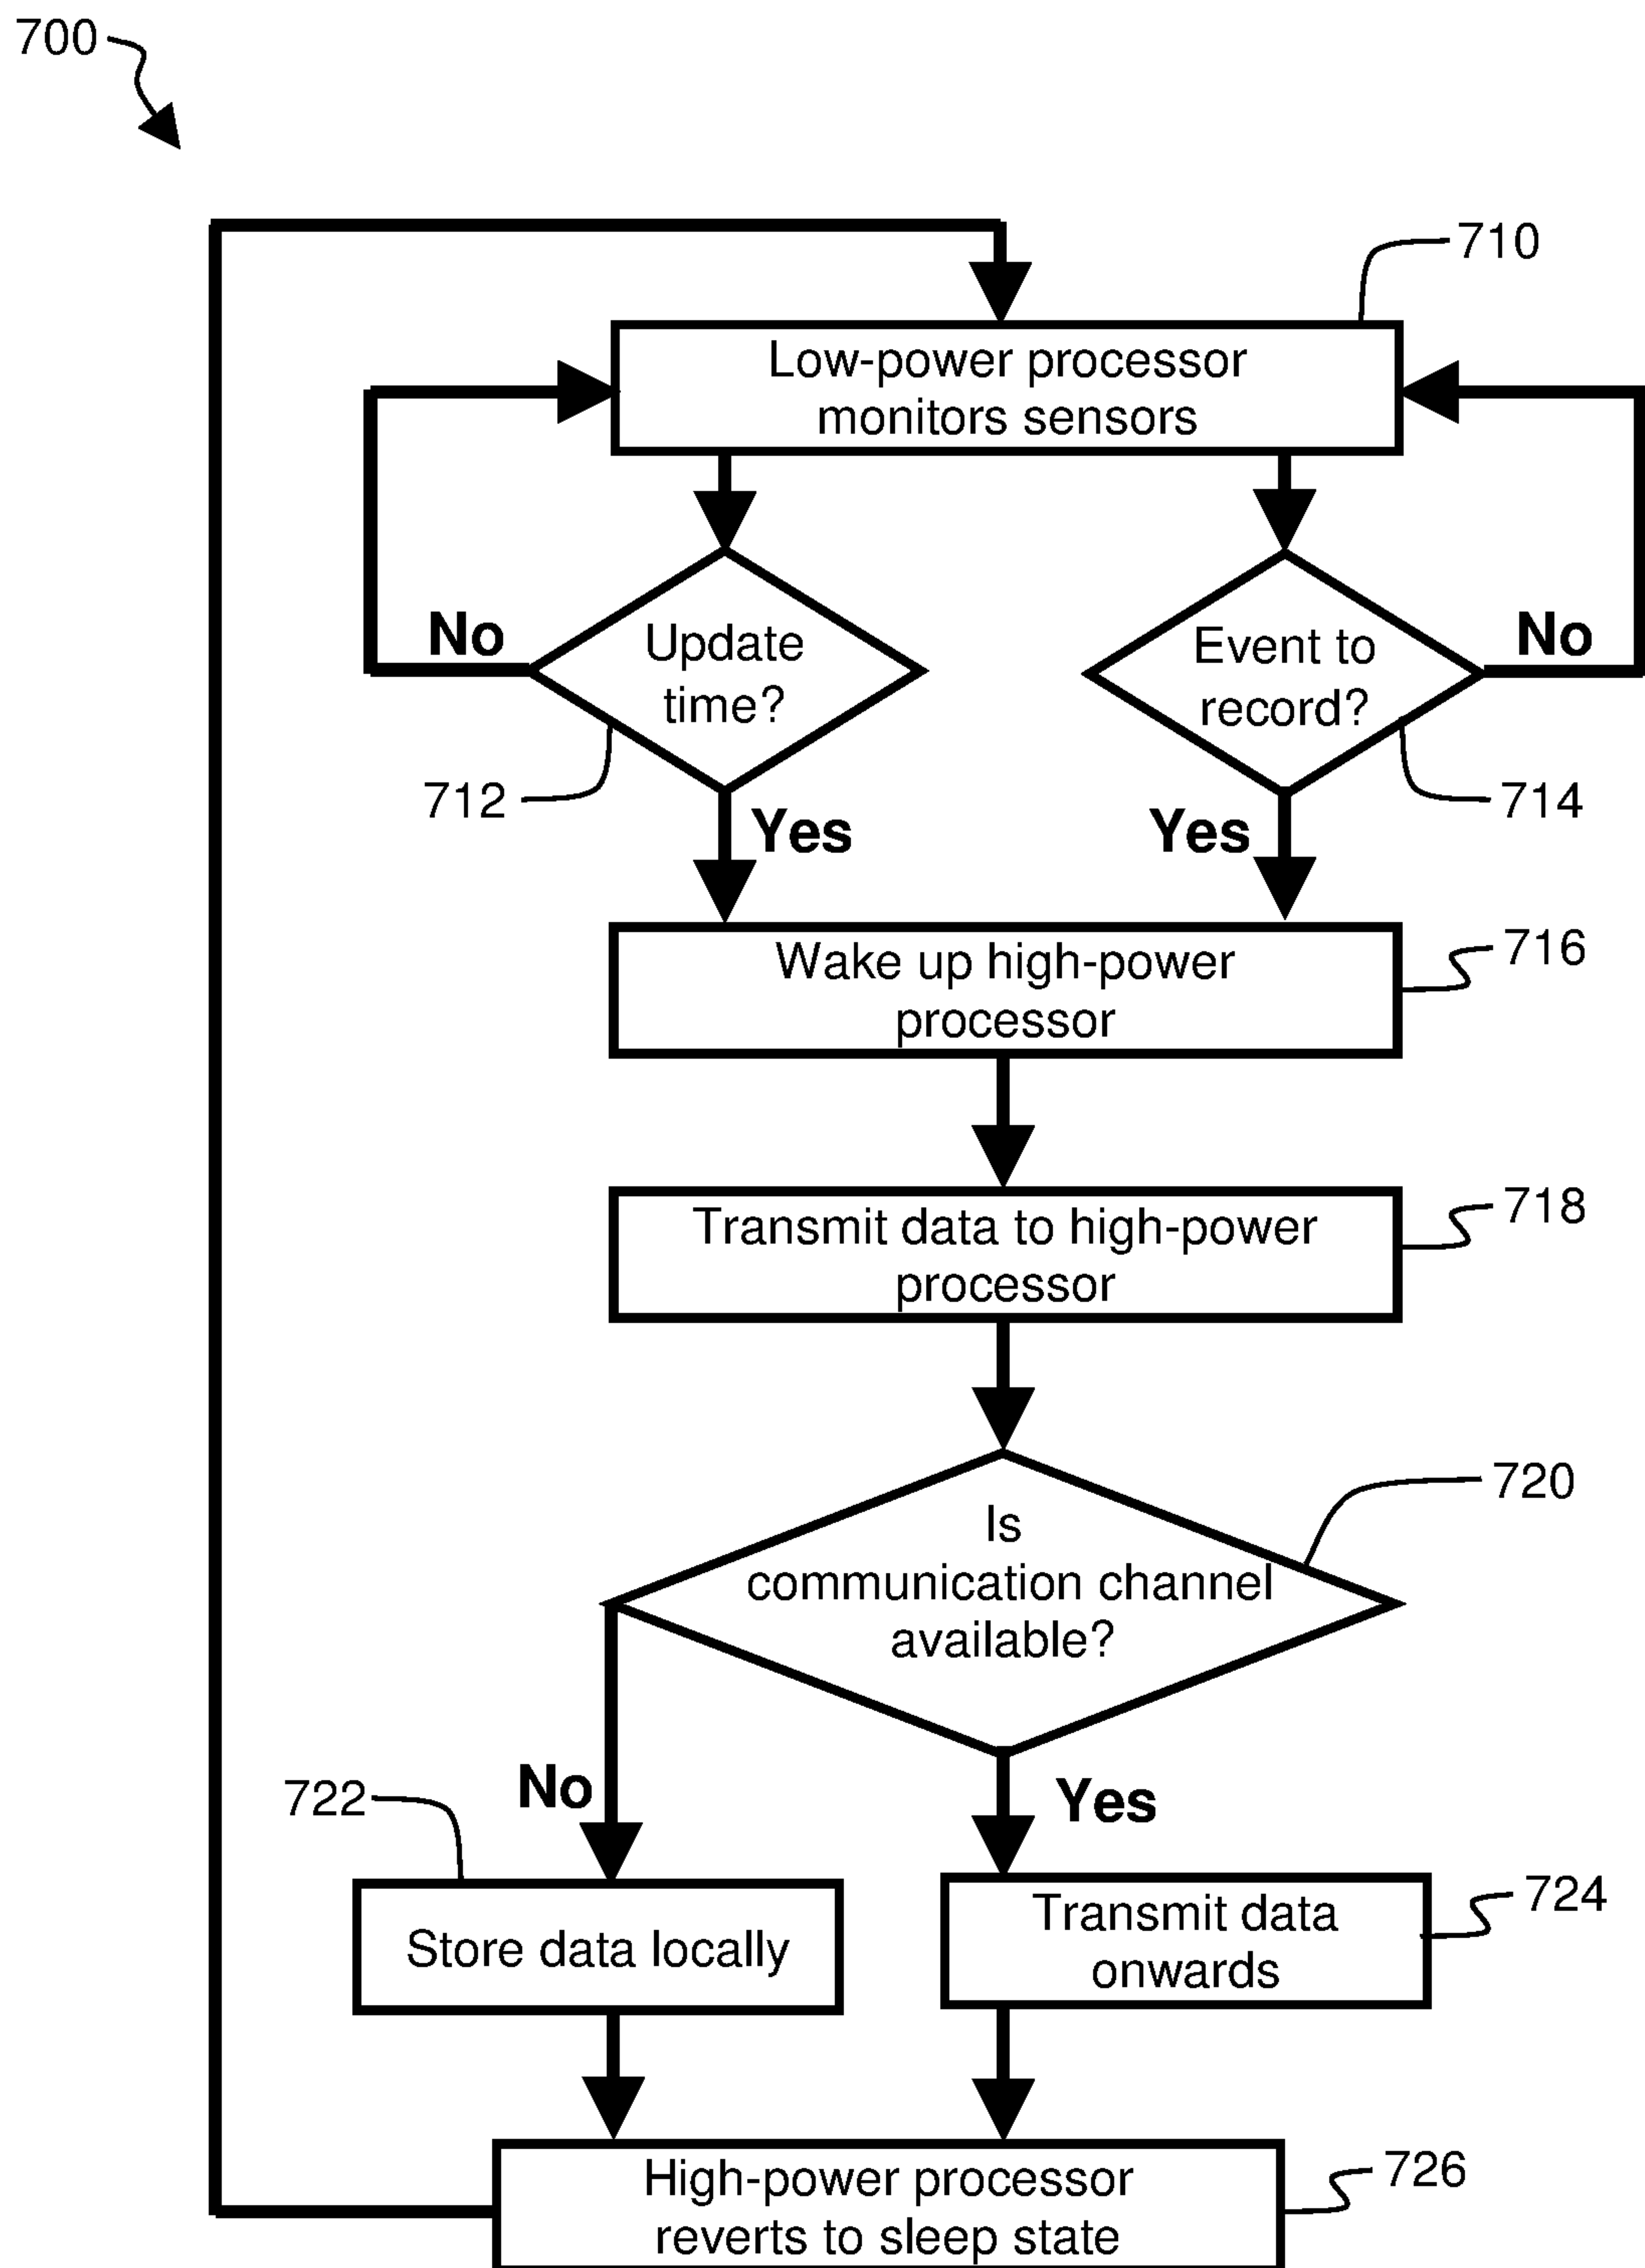 700
710
Low-power processor
monitors sensors
No
Update
time?
Event to
record?
No
712
Yes
Yes
714
Wake up high-power
processor
716
Transmit data to high-power
processor
718
720
Is
communication channel
available?
722
No
Yes
Store data locally
Transmit data
onwards
724
High-power processor
reverts to sleep state
726